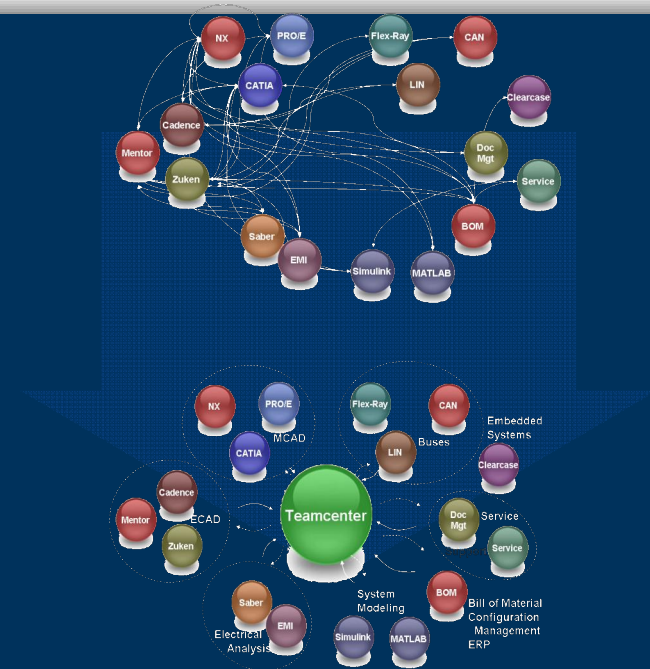 NX
PRO/E
Flex-Ray
CAN
CATIA
LIN
Clearcase
Cadence
Mentor
Doc
Mgt
Zuken
Service
Saber
BOM
EMI
Simulink
MATLAB
NX
PRO/E
MCAD
CATIA
Flex-Ray
CAN
LIN
Buses
Embedded
Systems
Clearcase
Cadence
Mentor
ECAD
Zuken
Teamcenter
Doc
Mgt
Service
Service
Saber
EMI
Electrical
Analysis
System
Modeling
Simulink
MATLAB
BOM
Bill of Material
Configuration
Management
ERP